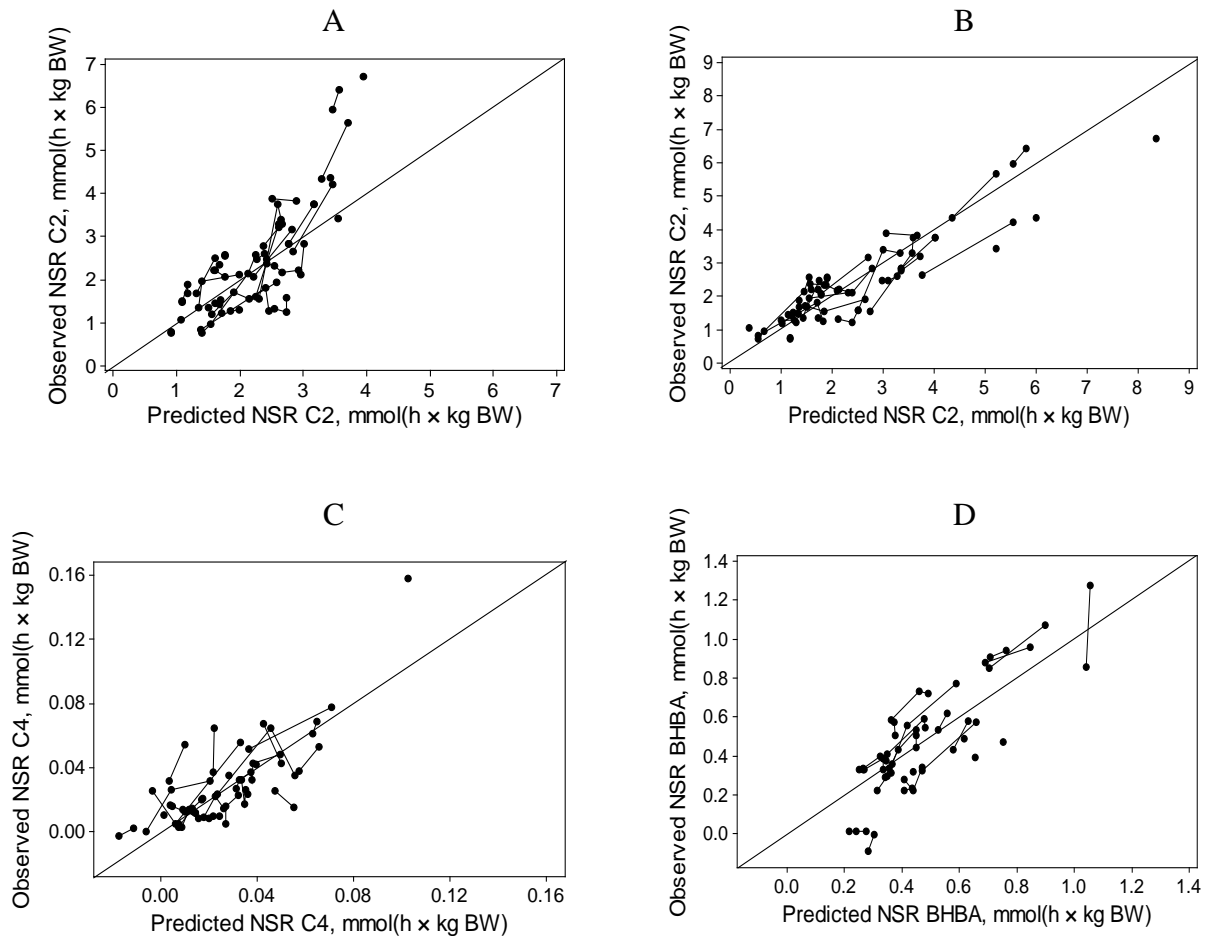 A
Observed NSR C2, mmol(h × kg BW)
7
6
5
4
3
2
1
0
0 1 2 3 4 5 6 7
Predicted NSR C2, mmol(h × kg BW)
B
Observed NSR C2, mmol(h × kg BW)
9
8
7
6
5
4
3
2
1
0
0 1 2 3 4 5 6 7 8 9
Predicted NSR C2, mmol(h × kg BW)
C
Observed NSR C4, mmol(h × kg BW)
0.16
0.12
0.08
0.04
0.00
0.00 0.04 0.08 0.12 0.16
Predicted NSR C4, mmol(h × kg BW)
D
Observed NSR BHBA, mmol(h × kg BW)
1.4
1.2
1.0
0.8
0.6
0.4
0.2
0.0
0.0 0.2 0.4 0.6 0.8 1.0 1.2 1.4
Predicted NSR BHBA, mmol(h × kg BW)